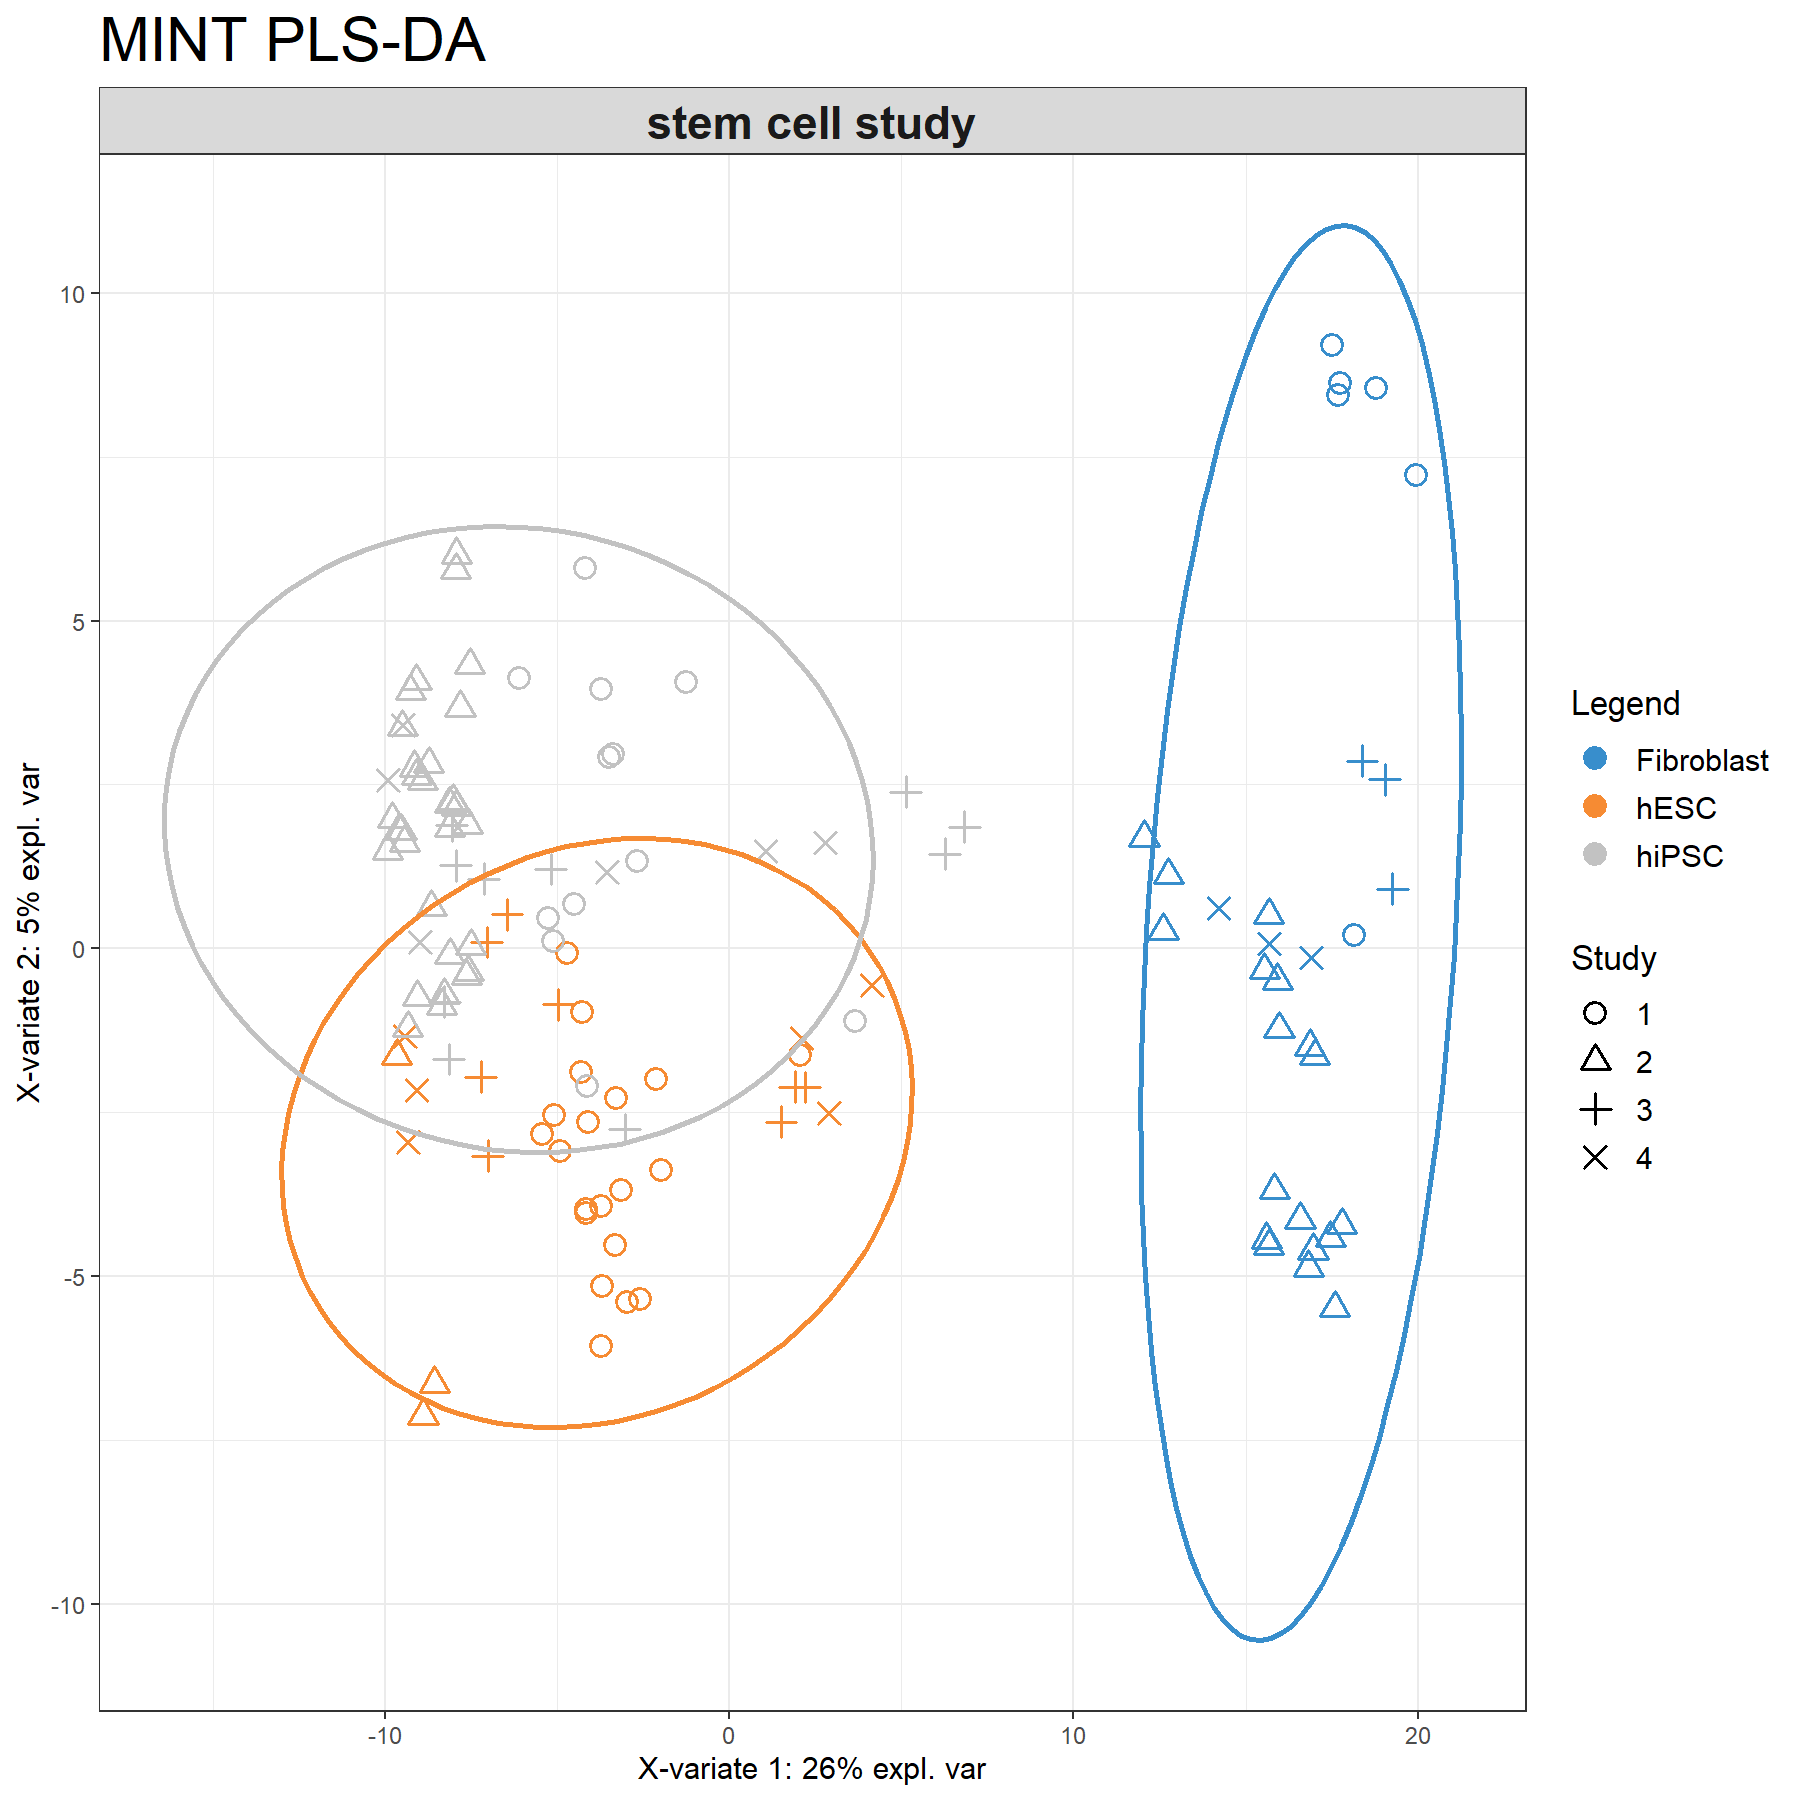 MINT PLS-DA
stem cell study
X-variate 2: 5% expl. var
10
5
0
-5
-10
-10
0
10
20
X-variate 1: 26% expl. var
Legend
Fibroblast
hESC
hiPSC
Study
1
2
3
4